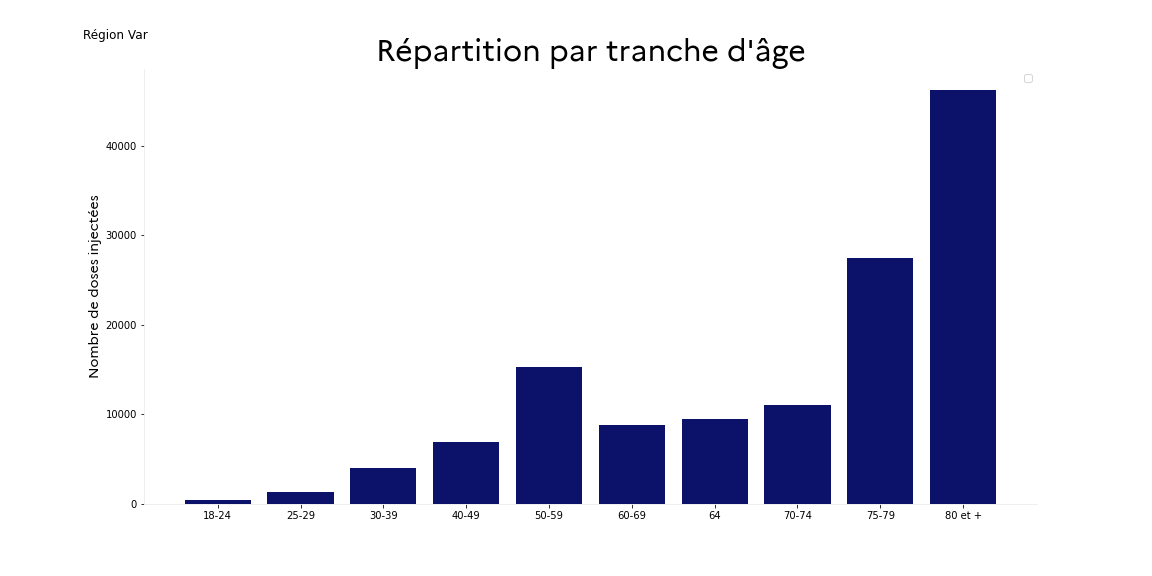 Région Var
Répartition par tranche d'âge
Nombre de doses injectées
40000
30000
20000
10000
0
18-24 25-29 30-39 40-49 50-59 60-69 64 70-74 75-79 80 et +